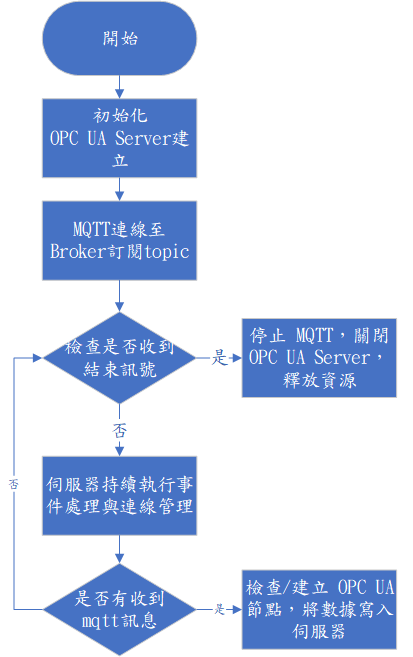 開始
初始化
OPC UA Server建
立
MQTT連線至
Broker訂閱topic
檢查是否收到
結束訊號
是
停止 MQTT，關閉
OPC UA Server，
釋放資源
否
伺服器持續執行事
件處理與連線管理
否
是否有收到
mqtt訊息
是
檢查/建立 OPC UA
節點，將數據寫入
伺服器